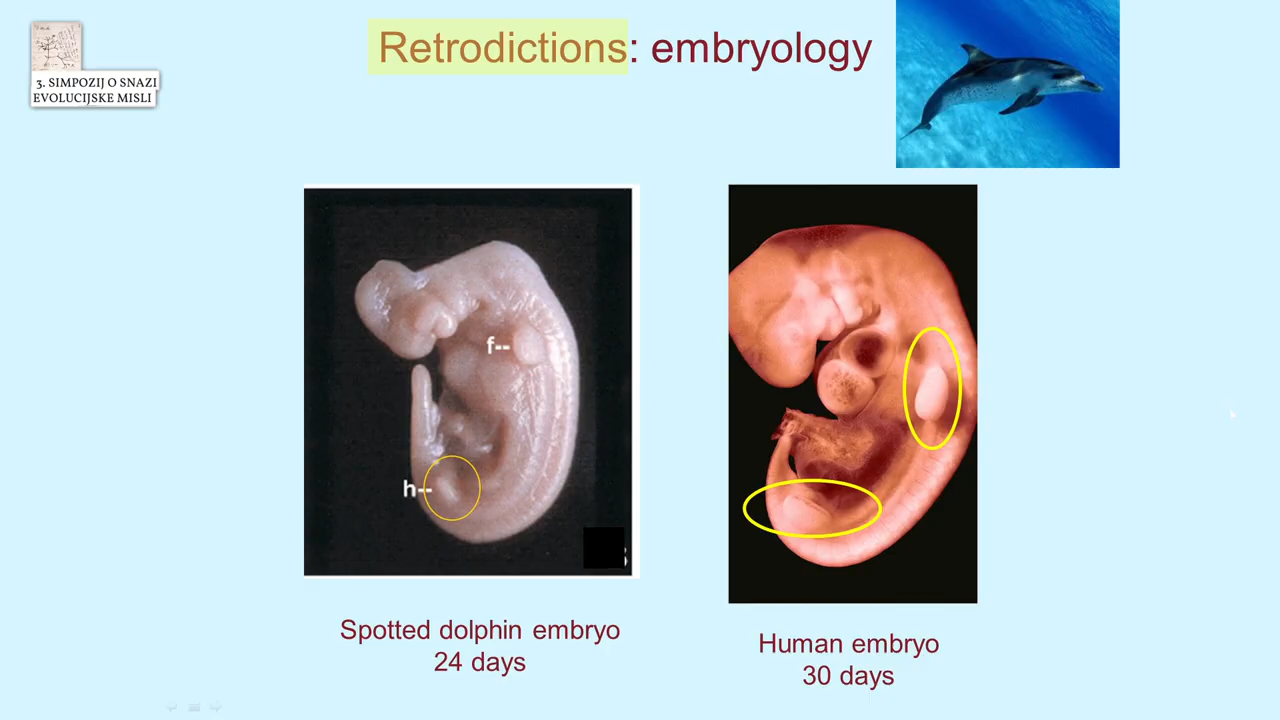 Retrodictions: embryology
3. SIMPOZIJ O SNAZI
EVOLUCIJSKE MISLI
f--
h--
Spotted dolphin embryo
24 days
Human embryo
30 days